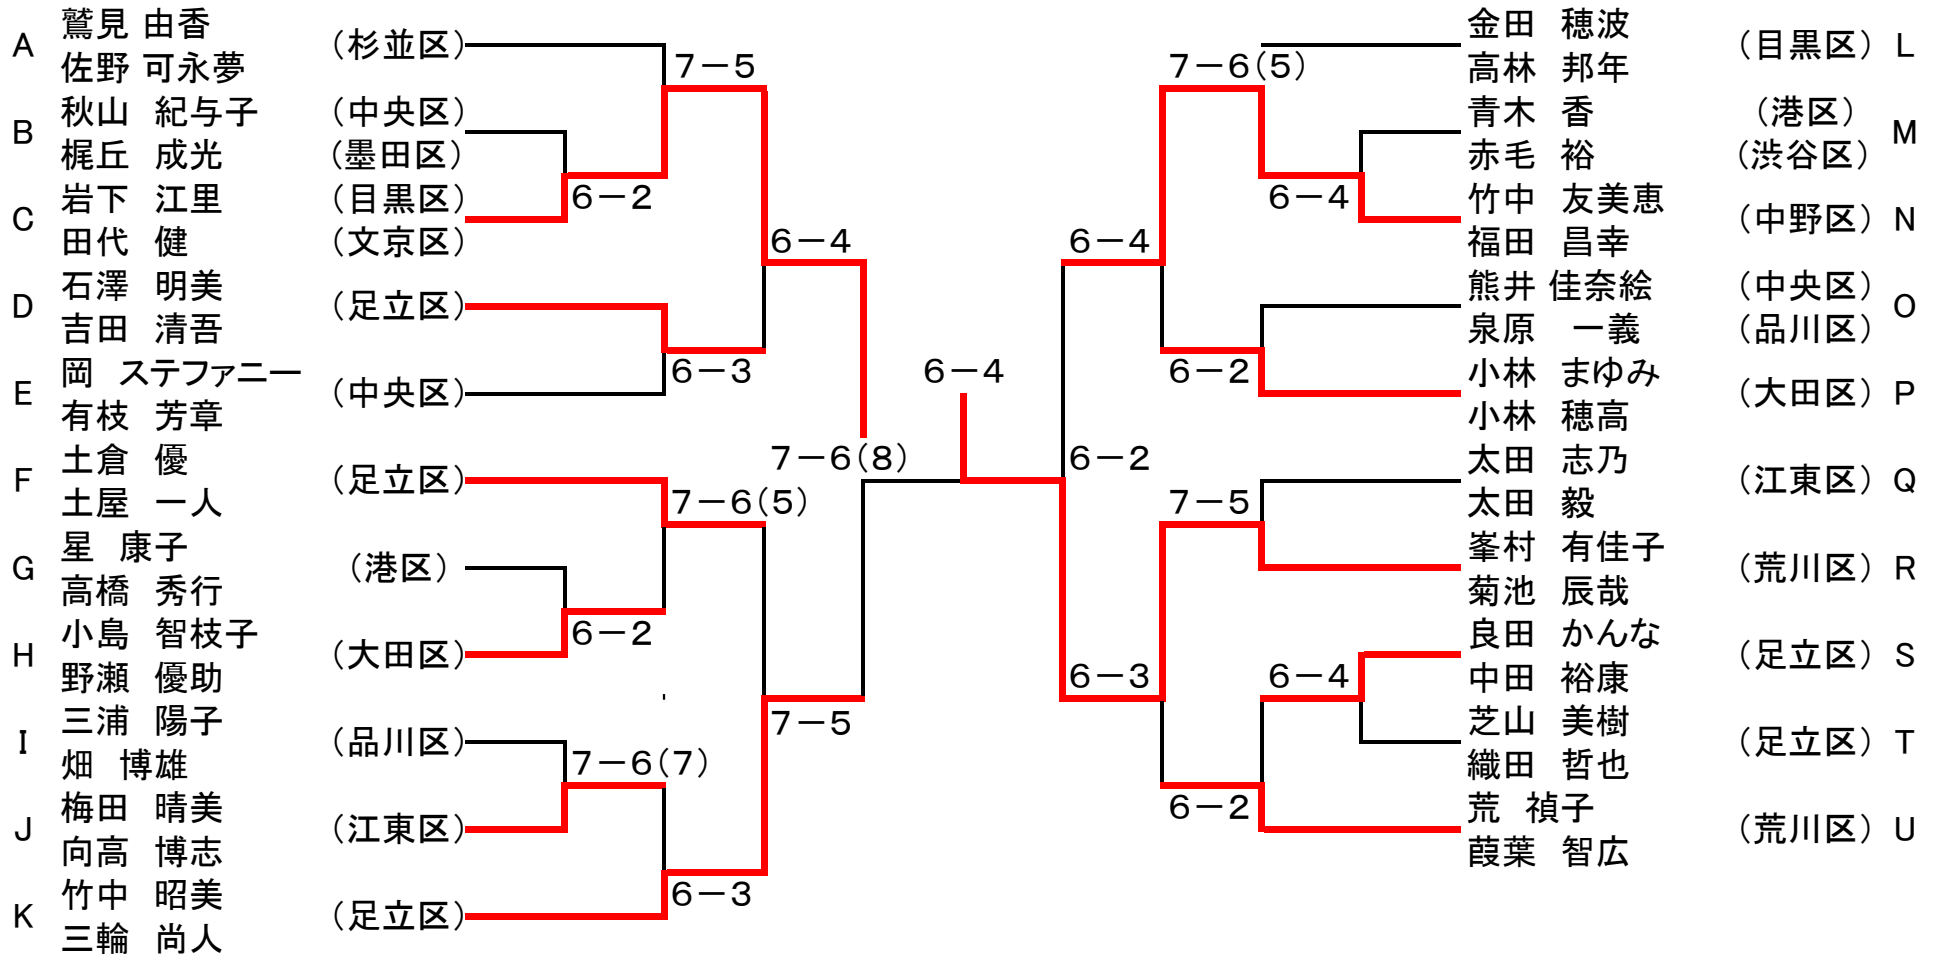 A
鷲見 由香
佐野 可永夢
（杉並区）
B
秋山 紀与子
梶丘 成光
（中央区）
（墨田区）
C
岩下 江里
田代 健
（目黒区）
（文京区）
D
石澤 明美
吉田 清吾
（足立区）
E
岡 ステファニー
有枝 芳章
（中央区）
F
土倉 優
土屋 一人
（足立区）
G
星 康子
高橋 秀行
（港区）
H
小島 智枝子
野瀬 優助
（大田区）
I
三浦 陽子
畑 博雄
（品川区）
J
梅田 晴美
向高 博志
（江東区）
K
竹中 昭美
三輪 尚人
（足立区）
7－5
6－2
6－4
6－3
7－6（5）
6－2
7－5
7－6（7）
6－3
7－6（8）
6－4
6－2
7－6（5）
6－4
6－4
6－2
7－5
6－3
6－4
6－2
金田 穂波
高林 邦年
（目黒区）
L
青木 香
赤毛 裕
（港区）
（渋谷区）
M
竹中 友美恵
福田 昌幸
（中野区）
N
熊井 佳奈絵
泉原 一義
（中央区）
（品川区）
O
小林 まゆみ
小林 穂高
（大田区）
P
太田 志乃
太田 毅
（江東区）
Q
峯村 有佳子
菊池 辰哉
（荒川区）
R
良田 かんな
中田 裕康
（足立区）
S
芝山 美樹
織田 哲也
（足立区）
T
荒 禎子
葭葉 智広
（荒川区）
U